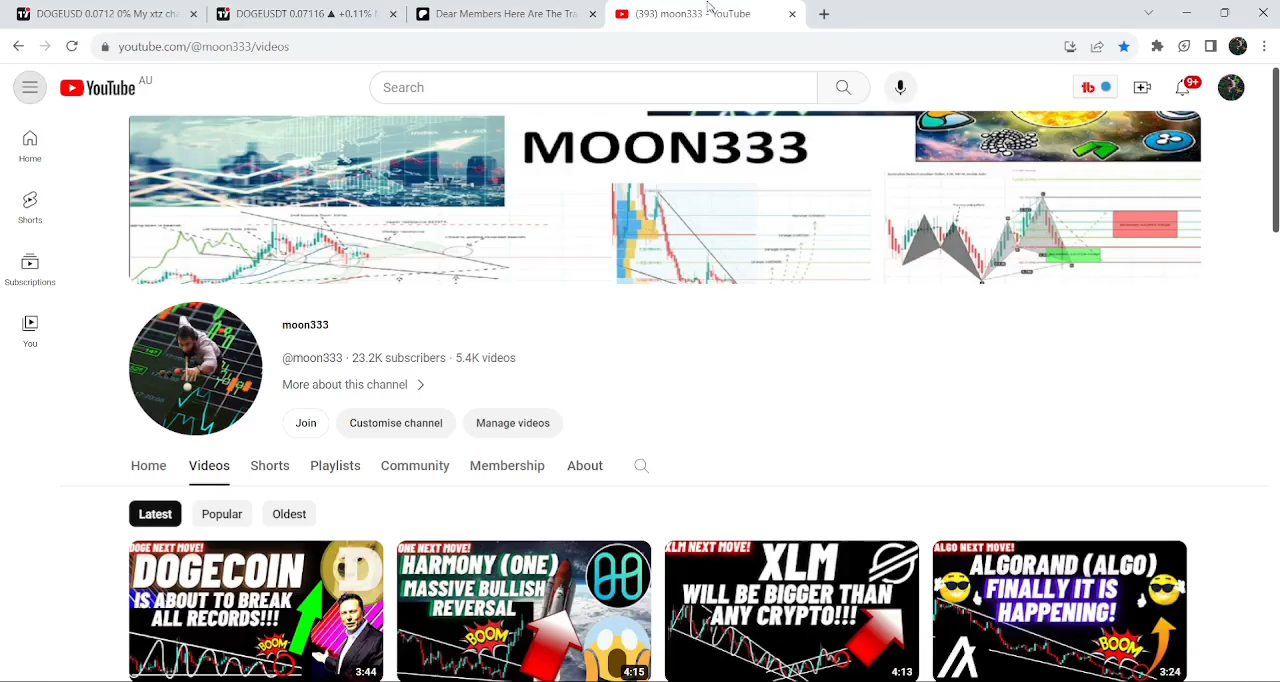 DOGEUSD 0.0712 0% My xtz ch
DOGEUSDT 0.07116 ▲ +0.11%
Dear Members Here Are The Tra
(393) moon333 - YouTube
youtube.com/@moon333/videos
YouTube AU
Search
9+
MOON333
Home
Shorts
Subscriptions
You
moon333
@moon333 · 23.2K subscribers · 5.4K videos
More about this channel
Join
Customise channel
Manage videos
Home
Videos
Shorts
Playlists
Community
Membership
About
Latest
Popular
Oldest
DOGE NEXT MOVE!
DOGECOIN
IS ABOUT TO BREAK
ALL RECORDS!!!
BOOM
3:44
ONE NEXT MOVE!
HARMONY (ONE)
MASSIVE BULLISH
REVERSAL
BOOM
4:15
XLM NEXT MOVE!
XLM
WILL BE BIGGER THAN
ANY CRYPTO!!!
4:13
ALGO NEXT MOVE!
ALGORAND (ALGO)
FINALLY IT IS
HAPPENING!
BOOM
3:24